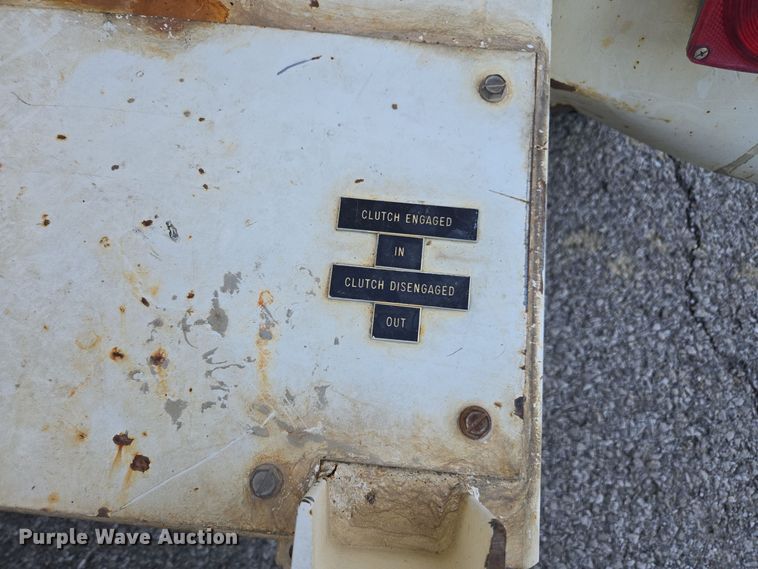 CLUTCH ENGAGED
IN
CLUTCH DISENGAGED
OUT
Purple Wave Auction